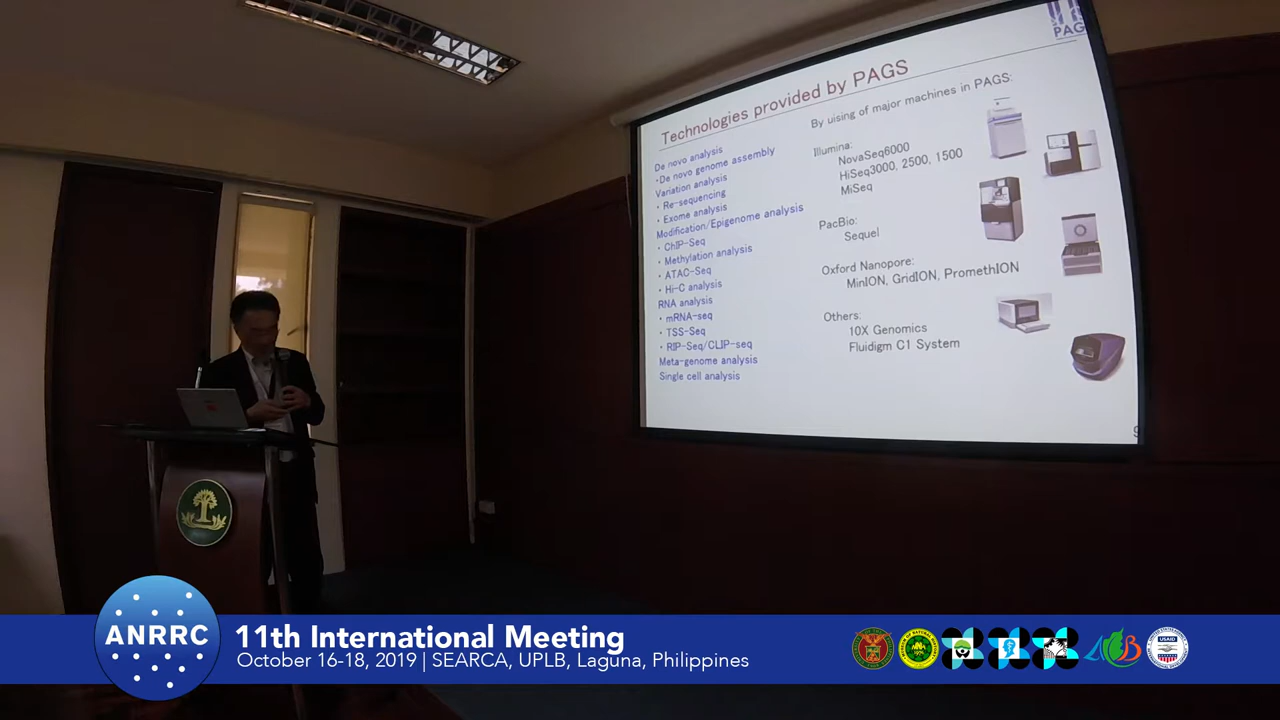 PAG
Technologies provided by PAGS
De novo analysis
・De novo genome assembly
Variation analysis
・Re-sequencing
・Exome analysis
Modification/Epigenome analysis
・ChIP-Seq
・Methylation analysis
・ATAC-Seq
・Hi-C analysis
RNA analysis
・mRNA-seq
・TSS-Seq
・RIP-Seq/CLIP-seq
Meta-genome analysis
Single cell analysis
By uising of major machines in PAGS:
Illumina:
NovaSeq6000
HiSeq3000, 2500, 1500
MiSeq
PacBio:
Sequel
Oxford Nanopore:
MinION, GridION, PromethION
Others:
10X Genomics
Fluidigm C1 System
ANRRC
11th International Meeting
October 16-18, 2019 | SEARCA, UPLB, Laguna, Philippines
USAID